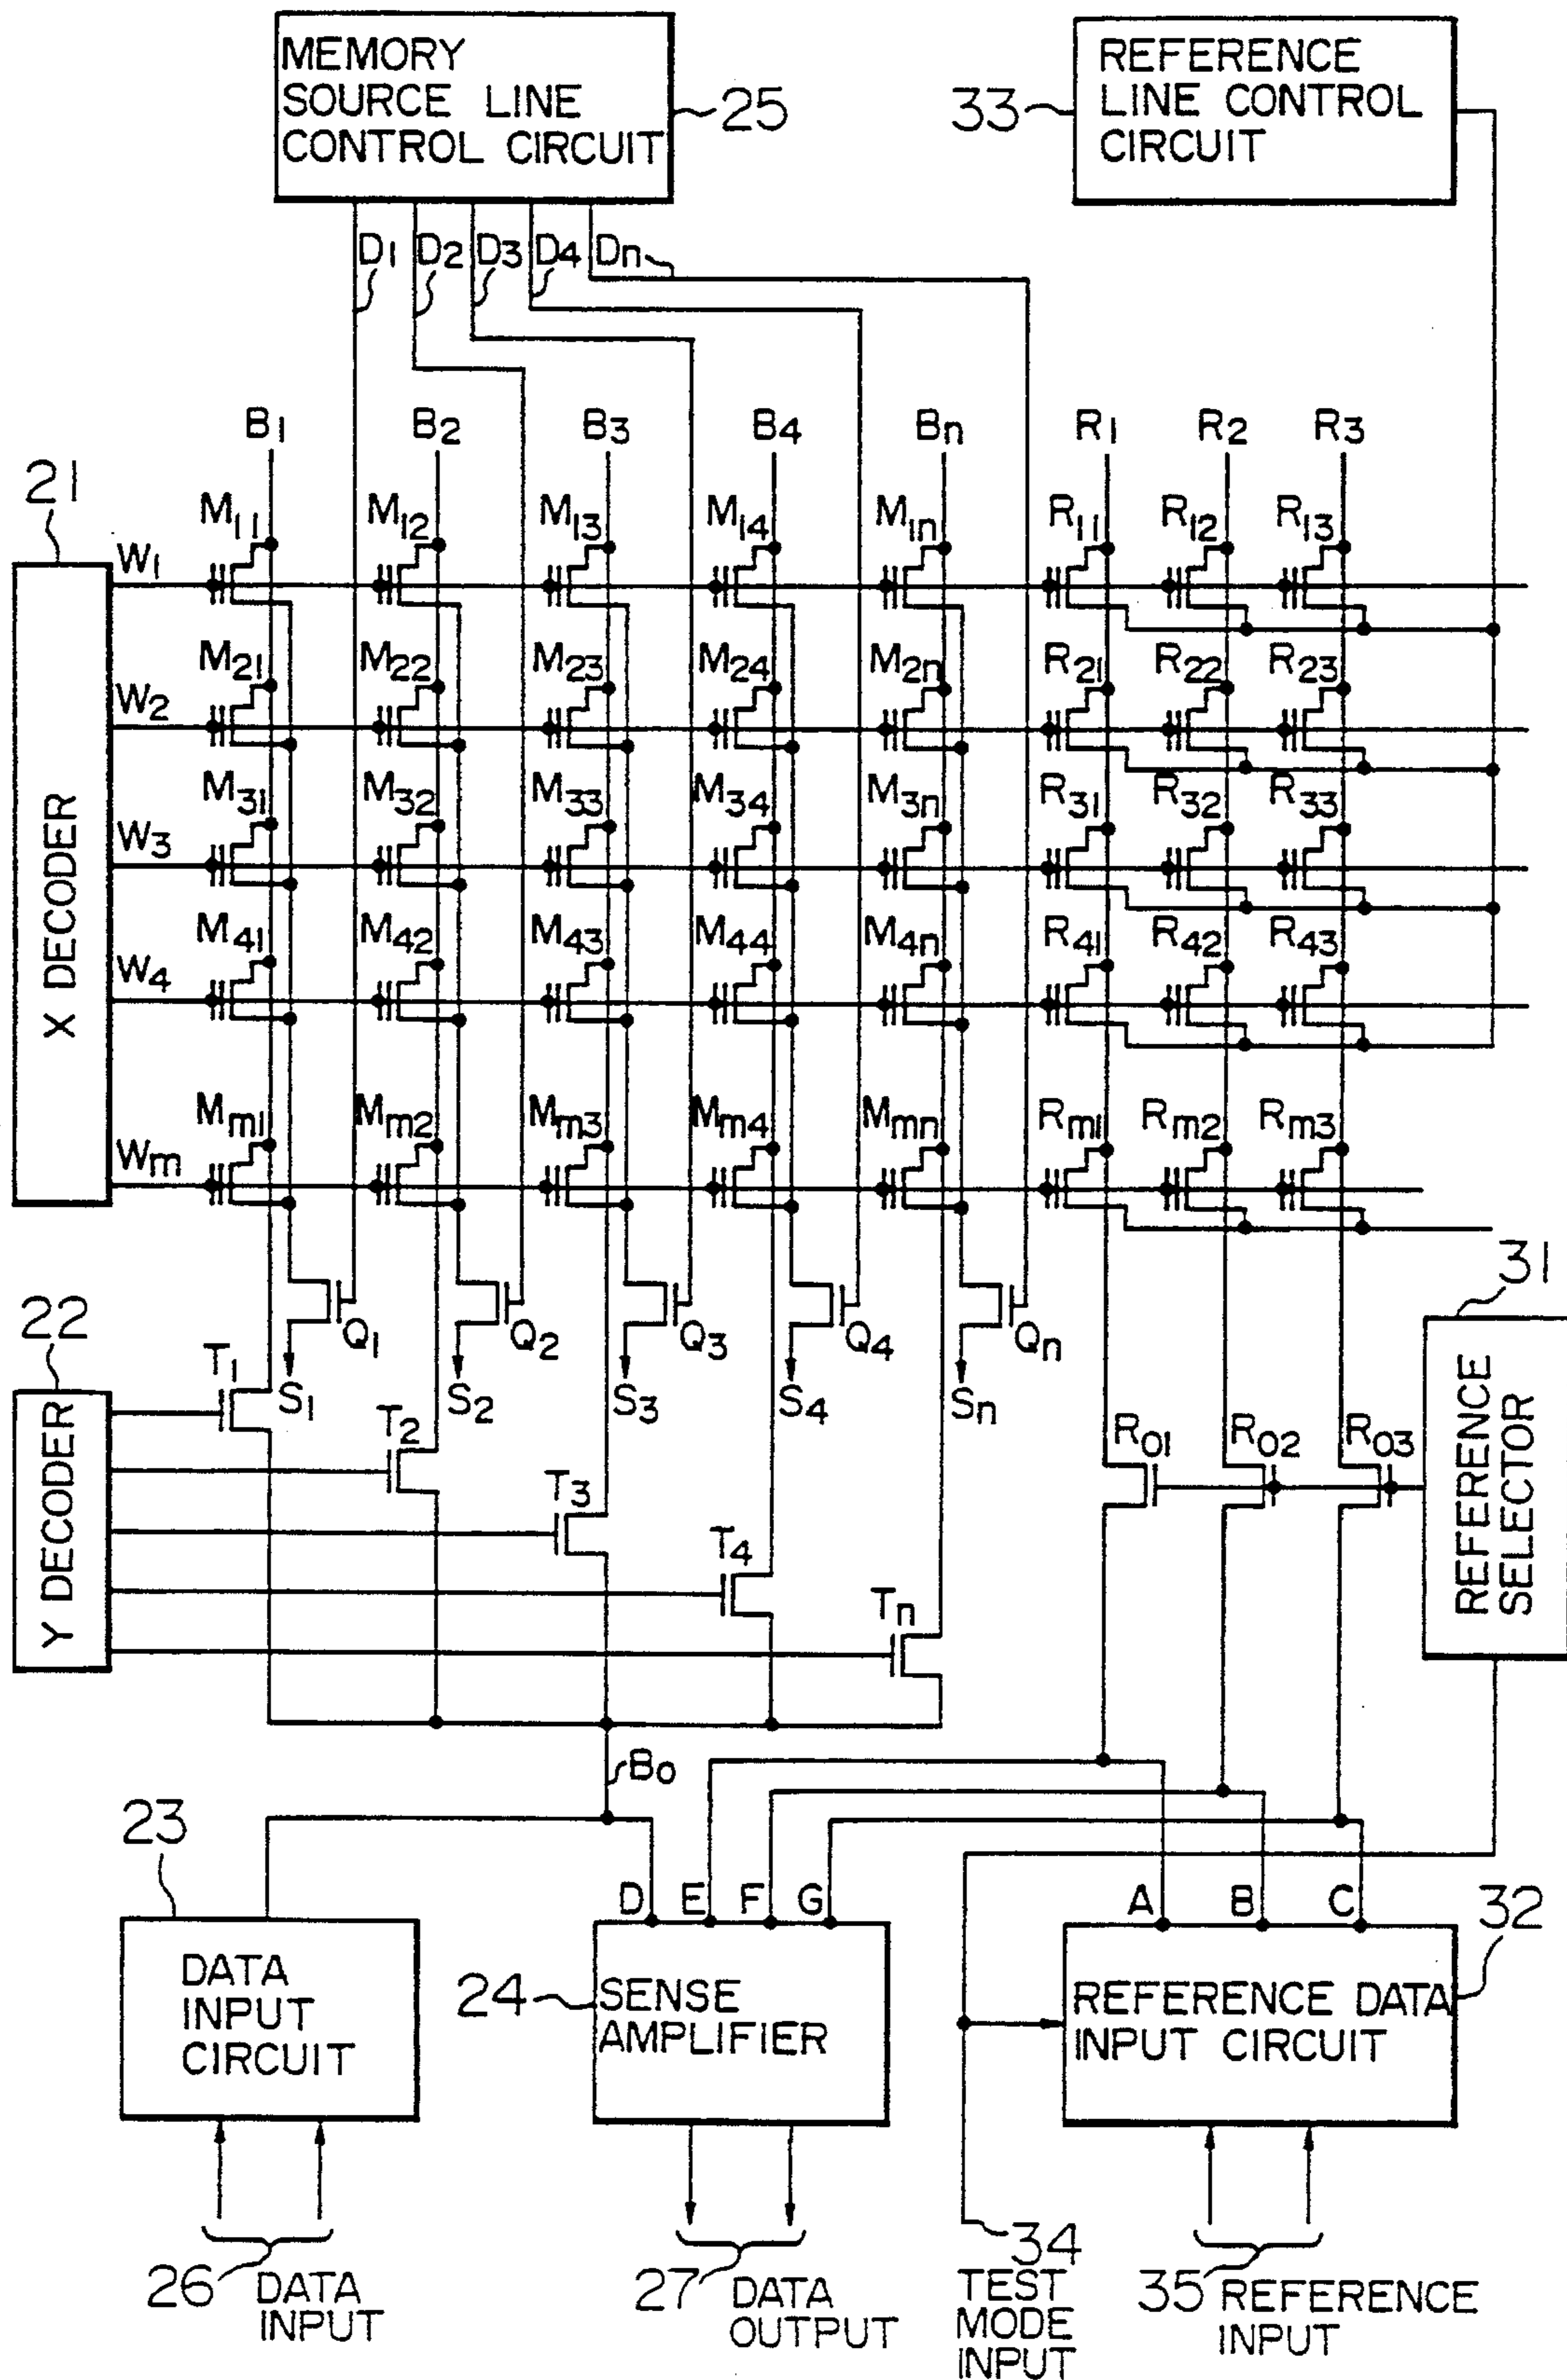 MEMORY
SOURCE LINE
CONTROL CIRCUIT
25
33
REFERENCE
LINE CONTROL
CIRCUIT
D1 D2 D3 D4 Dn
B1 B2 B3 B4 Bn R1 R2 R3
21
X DECODER
M11 M12 M13 M14 M1n R11 R12 R13
W1
M21 M22 M23 M24 M2n R21 R22 R23
W2
M31 M32 M33 M34 M3n R31 R32 R33
W3
M41 M42 M43 M44 M4n R41 R42 R43
W4
Mm1 Mm2 Mm3 Mm4 Mmn Rm1 Rm2 Rm3
Wm
Q1 Q2 Q3 Q4 Qn
S1 S2 S3 S4 Sn
22
Y DECODER
T1
T2
T3
T4
Tn
R01 R02 R03
31
REFERENCE
SELECTOR
B0
23
DATA
INPUT
CIRCUIT
D E F G
24
SENSE
AMPLIFIER
A B C
32
REFERENCE DATA
INPUT CIRCUIT
26 DATA
INPUT
27 DATA
OUTPUT
34
TEST
MODE
INPUT
35 REFERENCE
INPUT